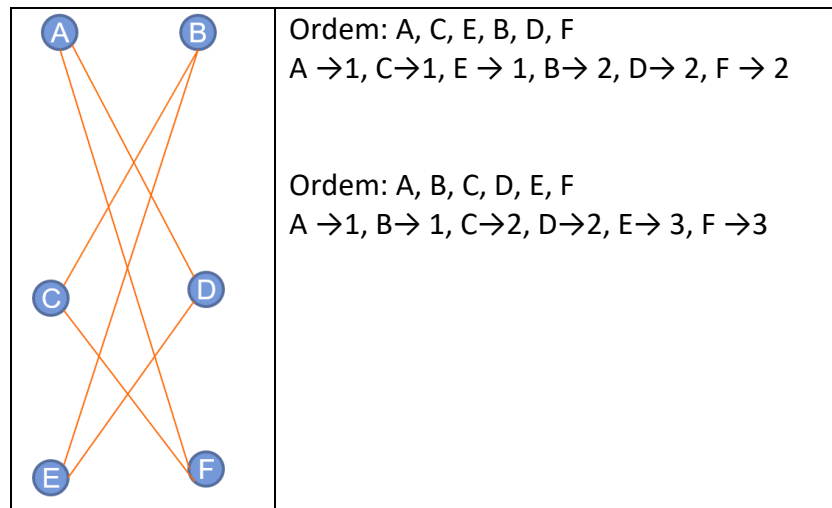 A B
C D
E F
Ordem: A, C, E, B, D, F
A →1, C→1, E → 1, B→ 2, D→ 2, F → 2
Ordem: A, B, C, D, E, F
A →1, B→ 1, C→2, D→2, E→ 3, F →3